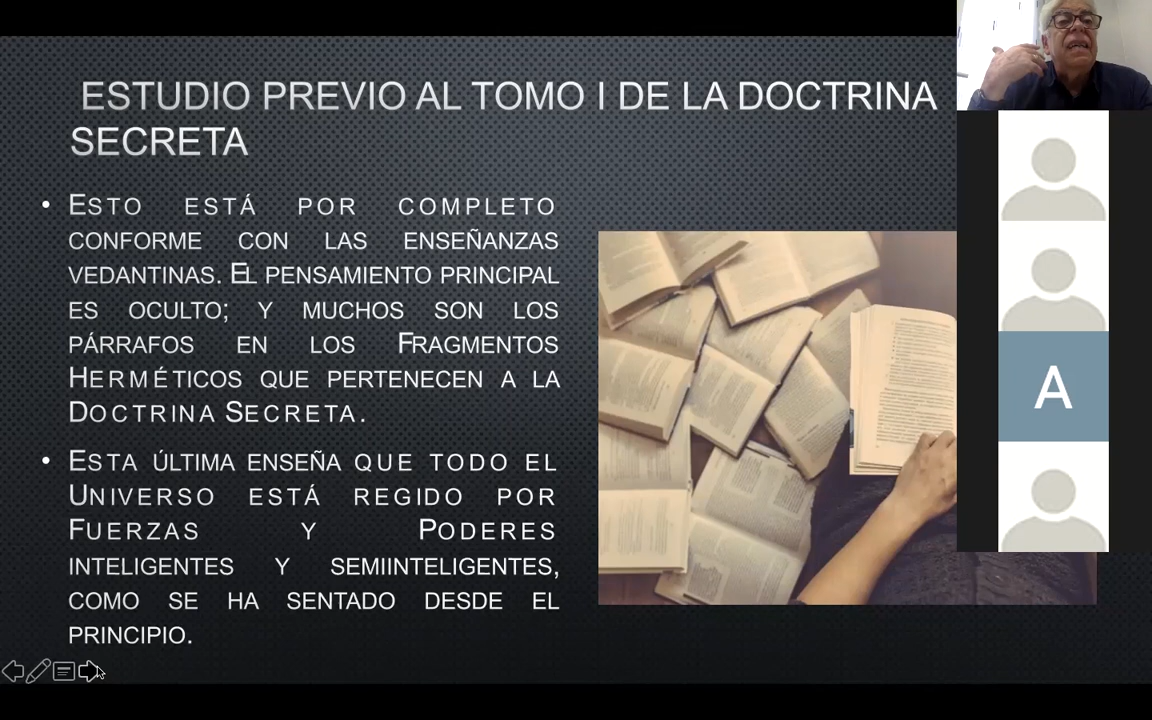 ESTUDIO PREVIO AL TOMO I DE LA DOCTRINA
SECRETA
• ESTO ESTÁ POR COMPLETO
CONFORME CON LAS ENSEÑANZAS
VEDANTINAS. EL PENSAMIENTO PRINCIPAL
ES OCULTO; Y MUCHOS SON LOS
PÁRRAFOS EN LOS FRAGMENTOS
HERMÉTICOS QUE PERTENECEN A LA
DOCTRINA SECRETA.
• ESTA ÚLTIMA ENSEÑA QUE TODO EL
UNIVERSO ESTÁ REGIDO POR
FUERZAS Y PODERES
INTELIGENTES Y SEMIINTELIGENTES,
COMO SE HA SENTADO DESDE EL
PRINCIPIO.
A